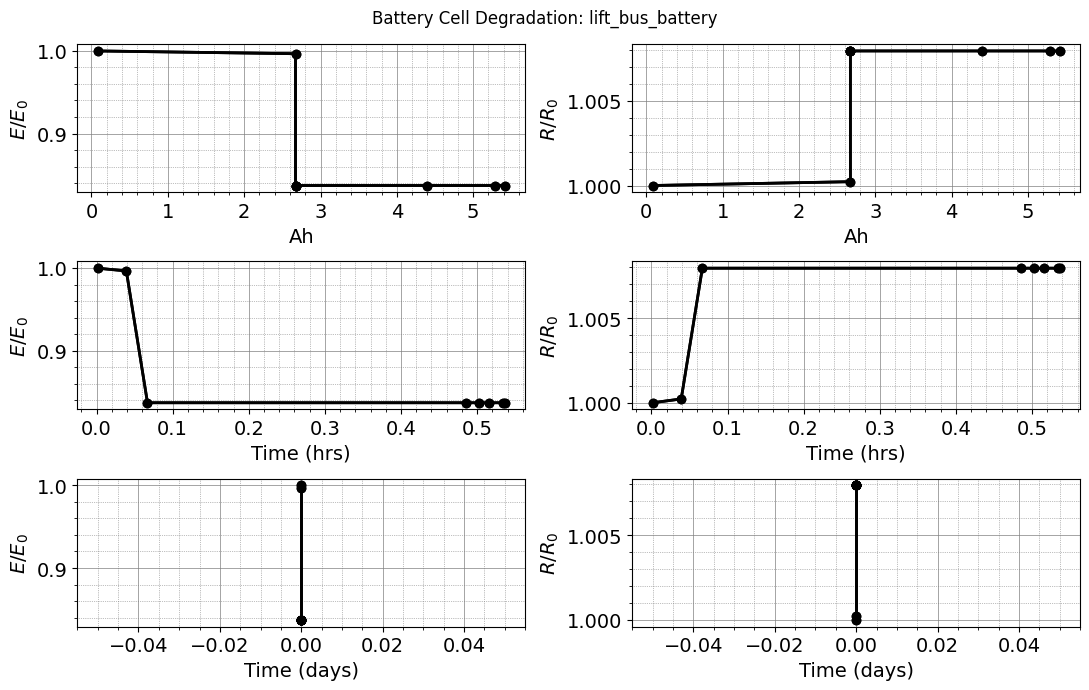 Battery Cell Degradation: lift_bus_battery
E/E₀
1.0
0.9
0 1 2 3 4 5
Ah
R/R₀
1.005
1.000
0 1 2 3 4 5
Ah
E/E₀
1.0
0.9
0.0 0.1 0.2 0.3 0.4 0.5
Time (hrs)
R/R₀
1.005
1.000
0.0 0.1 0.2 0.3 0.4 0.5
Time (hrs)
E/E₀
1.0
0.9
−0.04 −0.02 0.00 0.02 0.04
Time (days)
R/R₀
1.005
1.000
−0.04 −0.02 0.00 0.02 0.04
Time (days)